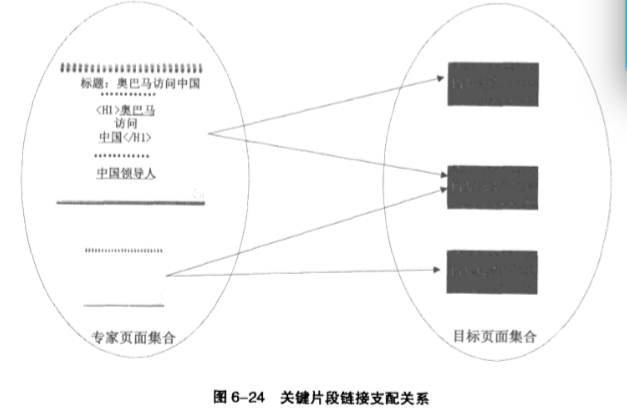 标题：奥巴马访问中国
<H1>奥巴马
访问
中国</H1>
中国领导人
专家页面集合
目标页面集合
图 6-24 关键片段链接支配关系